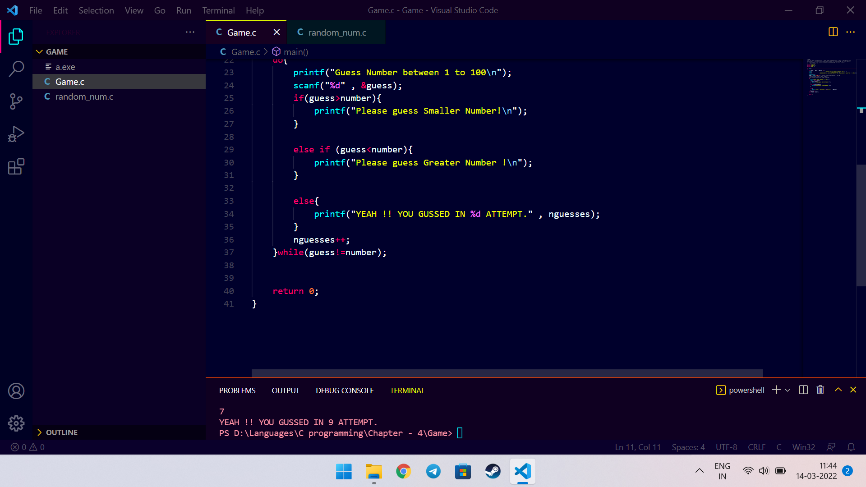 File Edit Selection View Go Run Terminal Help
Game.c - Game - Visual Studio Code
GAME
a.exe
C Game.c
C random_num.c
OUTLINE
C Game.c
C random_num.c
C Game.c > main()
22 do{
23 printf("Guess Number between 1 to 100\n");
24 scanf("%d" , &guess);
25 if(guess>number){
26 printf("Please guess Smaller Number!\n");
27 }
28
29 else if (guess<number){
30 printf("Please guess Greater Number !\n");
31 }
32
33 else{
34 printf("YEAH !! YOU GUSSED IN %d ATTEMPT." , nguesses);
35 }
36 nguesses++;
37 }while(guess!=number);
38
39
40 return 0;
41 }
PROBLEMS OUTPUT DEBUG CONSOLE TERMINAL
powershell
7
YEAH !! YOU GUSSED IN 9 ATTEMPT.
PS D:\Languages\C programming\Chapter - 4\Game>
0 0
Ln 11, Col 11 Spaces: 4 UTF-8 CRLF C Win32
ENG
IN
11:44
14-03-2022
2